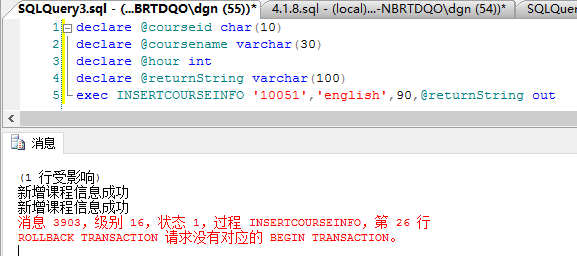 SQLQuery3.sql - (...BRTDQO\dgn (55))* 4.1.8.sql - (local)...-NBRTDQO\dgn (54))* SQLQue
1 declare @courseid char(10)
2 declare @coursename varchar(30)
3 declare @hour int
4 declare @returnString varchar(100)
5 exec INSERTCOURSEINFO '10051','english',90,@returnString out
消息
(1 行受影响)
新增课程信息成功
新增课程信息成功
消息 3903，级别 16，状态 1，过程 INSERTCOURSEINFO，第 26 行
ROLLBACK TRANSACTION 请求没有对应的 BEGIN TRANSACTION。